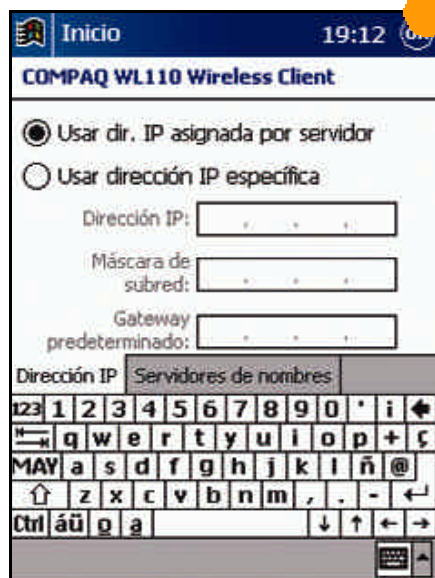 Inicio 19:12
COMPAQ WL110 Wireless Client
Usar dir. IP asignada por servidor
Usar dirección IP específica
Dirección IP: . . .
Máscara de
subred: . . .
Gateway
predeterminado: . . .
Dirección IP Servidores de nombres
123 1 2 3 4 5 6 7 8 9 0 ' ¡
q w e r t y u i o p + ç
MAY a s d f g h j k l ñ @
z x c v b n m , . -
Ctrl áü o a